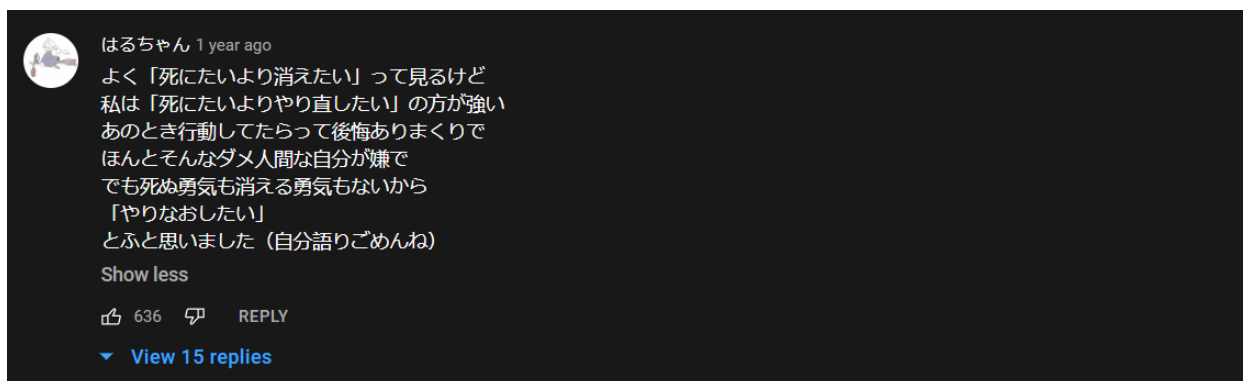 はるちゃん 1 year ago
よく「死にたいより消えたい」って見るけど
私は「死にたいよりやり直したい」の方が強い
あのとき行動してたらって後悔ありまくりで
ほんとそんなダメ人間な自分が嫌で
でも死ぬ勇気も消える勇気もないから
「やりなおしたい」
とふと思いました（自分語りごめんね）
Show less
636 REPLY
View 15 replies